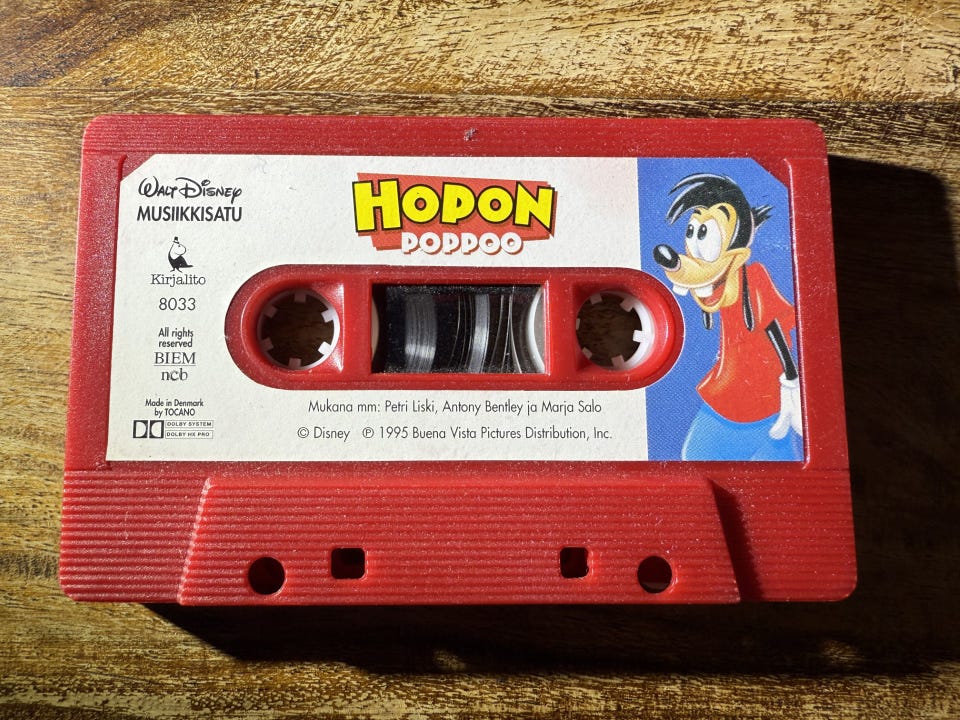 WALT DISNEY
MUSIIKKISATU
HOPON
POPPOO
Kirjalito
8033
All rights
reserved
BIEM
ncb
Made in Denmark
by TOCANO
DOLBY SYSTEM
DOLBY HX PRO
Mukana mm: Petri Liski, Antony Bentley ja Marja Salo
© Disney ℗ 1995 Buena Vista Pictures Distribution, Inc.